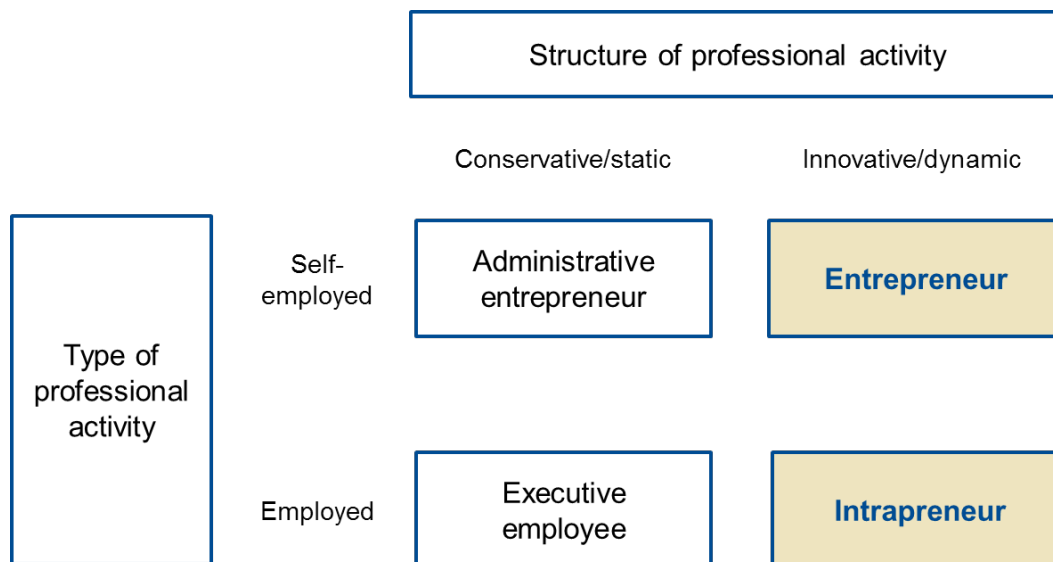 Structure of professional activity
Conservative/static
Innovative/dynamic
Self-
employed
Administrative
entrepreneur
Entrepreneur
Type of
professional
activity
Employed
Executive
employee
Intrapreneur